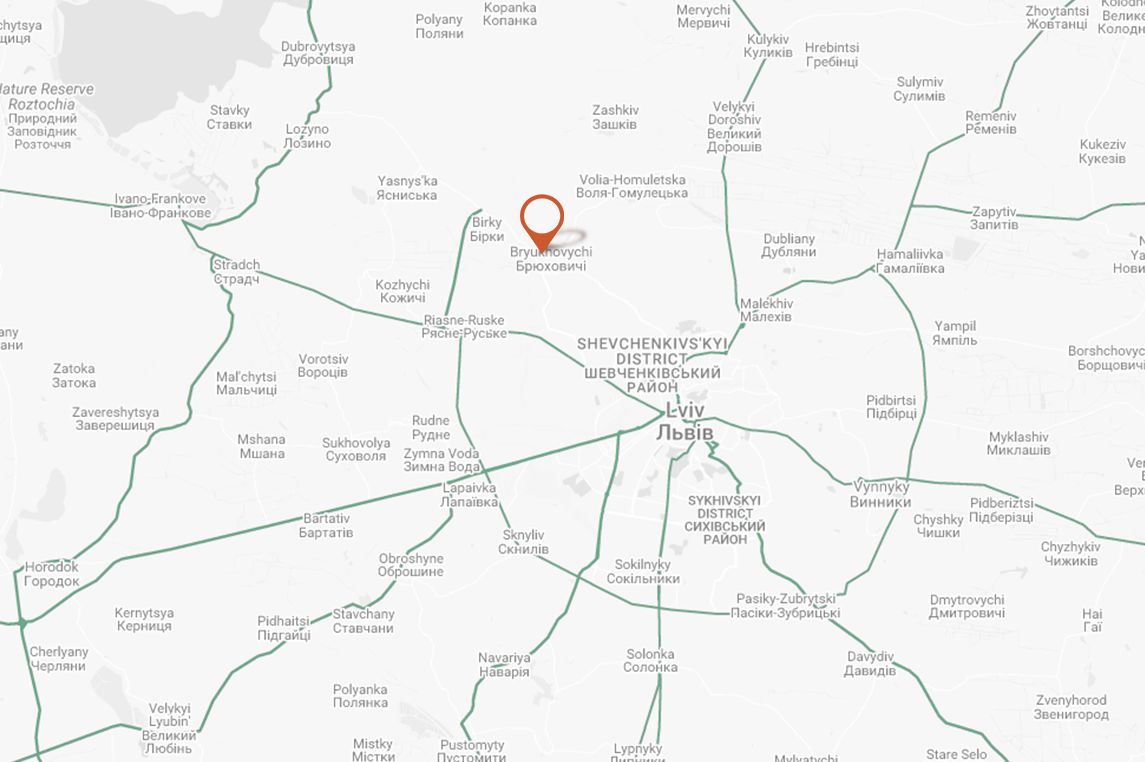 Kopanka
Копанка
Polyany
Поляни
Mervychi
Мервичі
Zhovtantsi
Жовтанці
Kulykiv
Куликів
Hrebintsi
Гребінці
Dubrovytsya
Дубровиця
Sulymiv
Сулимів
Nature Reserve
Roztochia
Природний
Заповідник
Розточчя
Stavky
Ставки
Zashkiv
Зашків
Velykyi
Doroshiv
Великий
Дорошів
Remeniv
Ременів
Lozyno
Лозино
Kukeziv
Кукезів
Yasnys'ka
Ясниська
Volia-Homuletska
Воля-Гомулецька
Ivano-Frankove
Івано-Франкове
Birky
Бірки
Zapytiv
Запитів
Bryukhovychi
Брюховичі
Dubliany
Дубляни
Hamaliivka
Гамаліївка
Stradch
Страдч
Kozhychi
Кожичі
Malekhiv
Малехів
Riasne-Ruske
Рясне-Руське
Yampil
Ямпіль
SHEVCHENKIVS'KYI
DISTRICT
ШЕВЧЕНКІВСЬКИЙ
РАЙОН
Vorotsiv
Вороців
Zatoka
Затока
Mal'chytsi
Мальчиці
Pidbirtsi
Підбірці
Lviv
Львів
Zavereshytsya
Заверешиця
Rudne
Рудне
Mshana
Мшана
Sukhovolya
Суховоля
Zymna Voda
Зимна Вода
Myklashiv
Миклашів
Lapaivka
Лапаївка
Vynnyky
Винники
SYKHIVSKYI
DISTRICT
СИХІВСЬКИЙ
РАЙОН
Pidberiztsi
Підберізці
Bartativ
Бартатів
Chyshky
Чишки
Sknyliv
Скнилів
Chyzhykiv
Чижиків
Obroshyne
Оброшине
Sokilnyky
Сокільники
Horodok
Городок
Pasiky-Zubrytski
Пасіки-Зубрицькі
Dmytrovychi
Дмитровичі
Kernytsya
Керниця
Pidhaitsi
Підгайці
Stavchany
Ставчани
Hai
Гаї
Cherlyany
Черляни
Navariya
Наварія
Solonka
Солонка
Davydiv
Давидів
Polyanka
Полянка
Zvenyhorod
Звенигород
Velykyi
Lyubin'
Великий
Любінь
Mistky
Містки
Pustomyty
Пустомити
Lypnyky
Stare Selo